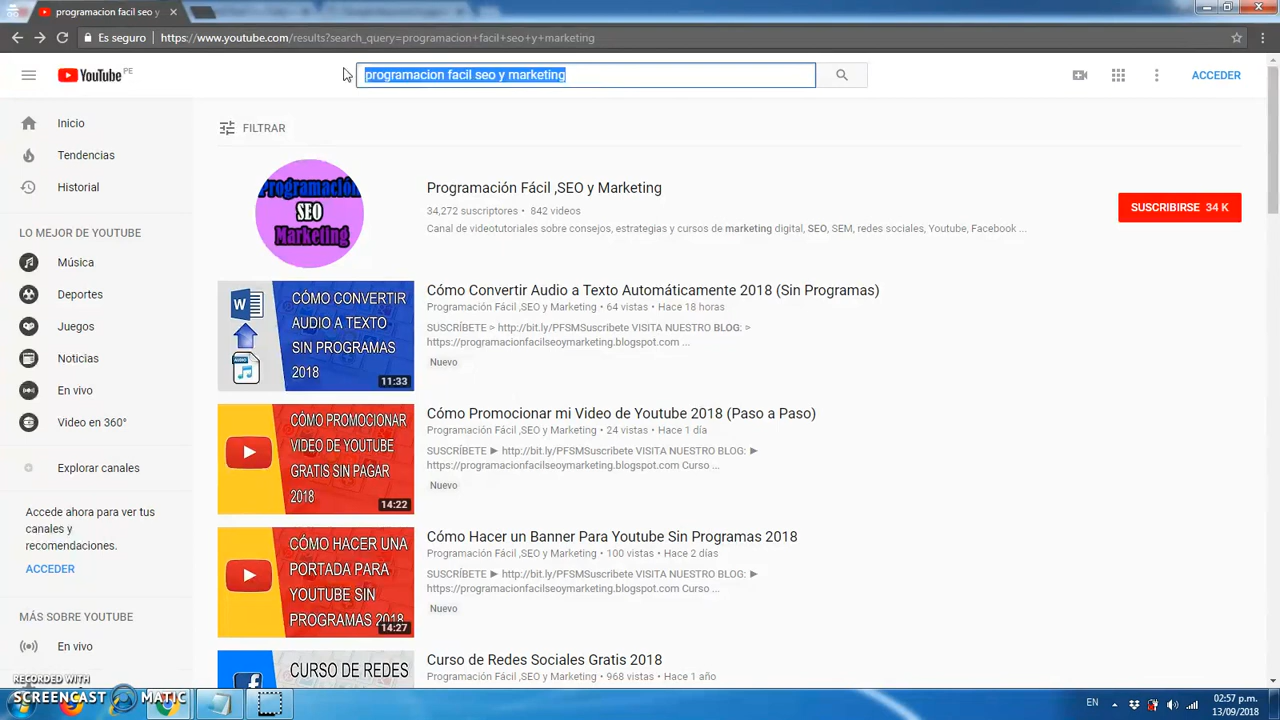 programacion facil seo y
Es seguro
https://www.youtube.com/results?search_query=programacion+facil+seo+y+marketing
YouTube PE
programacion facil seo y marketing
ACCEDER
Inicio
Tendencias
Historial
LO MEJOR DE YOUTUBE
Música
Deportes
Juegos
Noticias
En vivo
Video en 360°
Explorar canales
Accede ahora para ver tus
canales y
recomendaciones.
ACCEDER
MÁS SOBRE YOUTUBE
En vivo
FILTRAR
Programación
SEO
Marketing
Programación Fácil ,SEO y Marketing
34,272 suscriptores • 842 videos
Canal de videotutoriales sobre consejos, estrategias y cursos de marketing digital, SEO, SEM, redes sociales, Youtube, Facebook ...
SUSCRIBIRSE 34 K
CÓMO CONVERTIR
AUDIO A TEXTO
SIN PROGRAMAS
2018
11:33
Cómo Convertir Audio a Texto Automáticamente 2018 (Sin Programas)
Programación Fácil ,SEO y Marketing • 64 vistas • Hace 18 horas
SUSCRÍBETE > http://bit.ly/PFSMSuscribete VISITA NUESTRO BLOG: >
https://programacionfacilseoymarketing.blogspot.com ...
Nuevo
CÓMO PROMOCIONAR
VIDEO DE YOUTUBE
GRATIS SIN PAGAR
2018
14:22
Cómo Promocionar mi Video de Youtube 2018 (Paso a Paso)
Programación Fácil ,SEO y Marketing • 24 vistas • Hace 1 día
SUSCRÍBETE ► http://bit.ly/PFSMSuscribete VISITA NUESTRO BLOG: ►
https://programacionfacilseoymarketing.blogspot.com Curso ...
Nuevo
CÓMO HACER UNA
PORTADA PARA
YOUTUBE SIN
PROGRAMAS 2018
14:27
Cómo Hacer un Banner Para Youtube Sin Programas 2018
Programación Fácil ,SEO y Marketing • 100 vistas • Hace 2 días
SUSCRÍBETE ► http://bit.ly/PFSMSuscribete VISITA NUESTRO BLOG: ►
https://programacionfacilseoymarketing.blogspot.com Curso ...
Nuevo
CURSO DE REDES
Curso de Redes Sociales Gratis 2018
Programación Fácil ,SEO y Marketing • 968 vistas • Hace 1 año
RECORDED WITH
SCREENCAST MATIC
EN
02:57 p.m.
13/09/2018